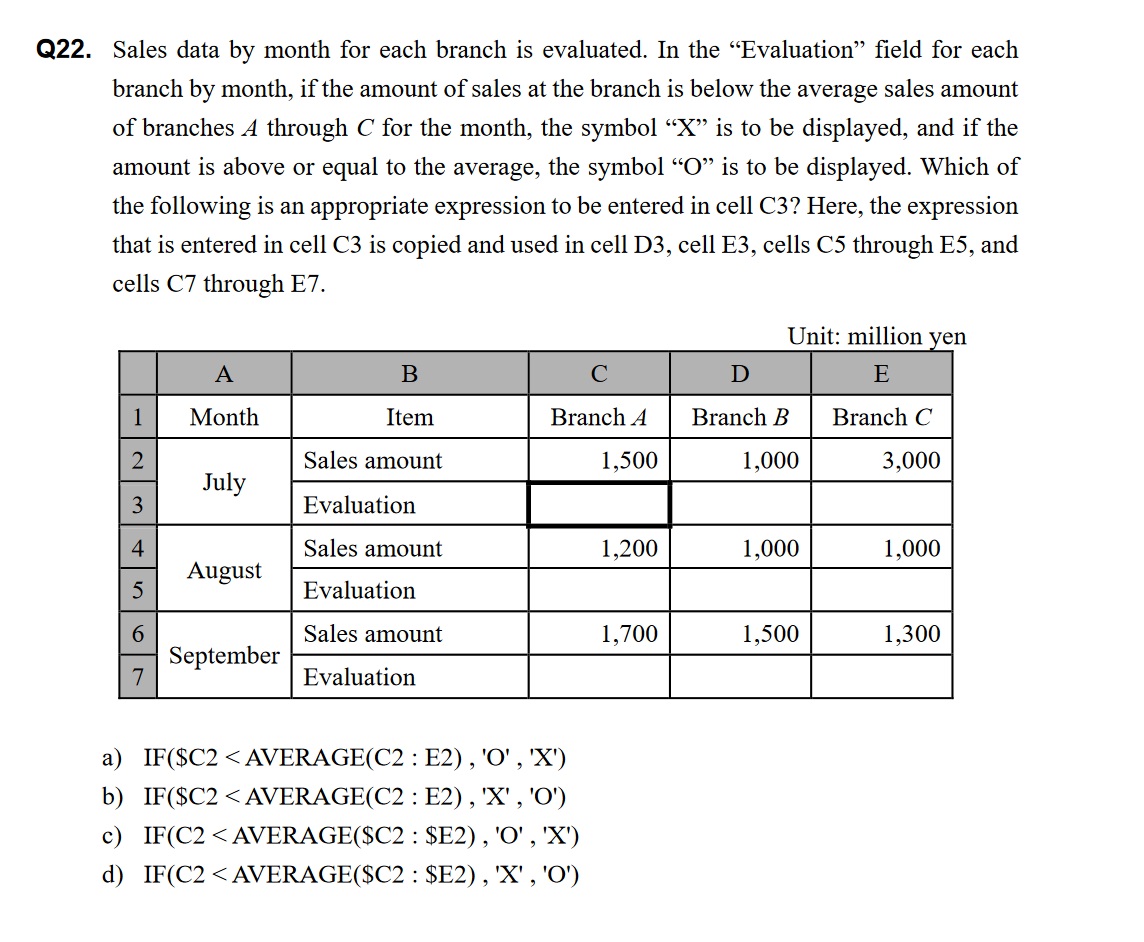 Q22. Sales data by month for each branch is evaluated. In the “Evaluation” field for each
branch by month, if the amount of sales at the branch is below the average sales amount
of branches A through C for the month, the symbol “X” is to be displayed, and if the
amount is above or equal to the average, the symbol “O” is to be displayed. Which of
the following is an appropriate expression to be entered in cell C3? Here, the expression
that is entered in cell C3 is copied and used in cell D3, cell E3, cells C5 through E5, and
cells C7 through E7.
Unit: million yen
A B C D E
1 Month Item Branch A Branch B Branch C
2 July Sales amount 1,500 1,000 3,000
3 Evaluation
4 August Sales amount 1,200 1,000 1,000
5 Evaluation
6 September Sales amount 1,700 1,500 1,300
7 Evaluation
a) IF($C2 < AVERAGE(C2 : E2) , 'O' , 'X')
b) IF($C2 < AVERAGE(C2 : E2) , 'X' , 'O')
c) IF(C2 < AVERAGE($C2 : $E2) , 'O' , 'X')
d) IF(C2 < AVERAGE($C2 : $E2) , 'X' , 'O')